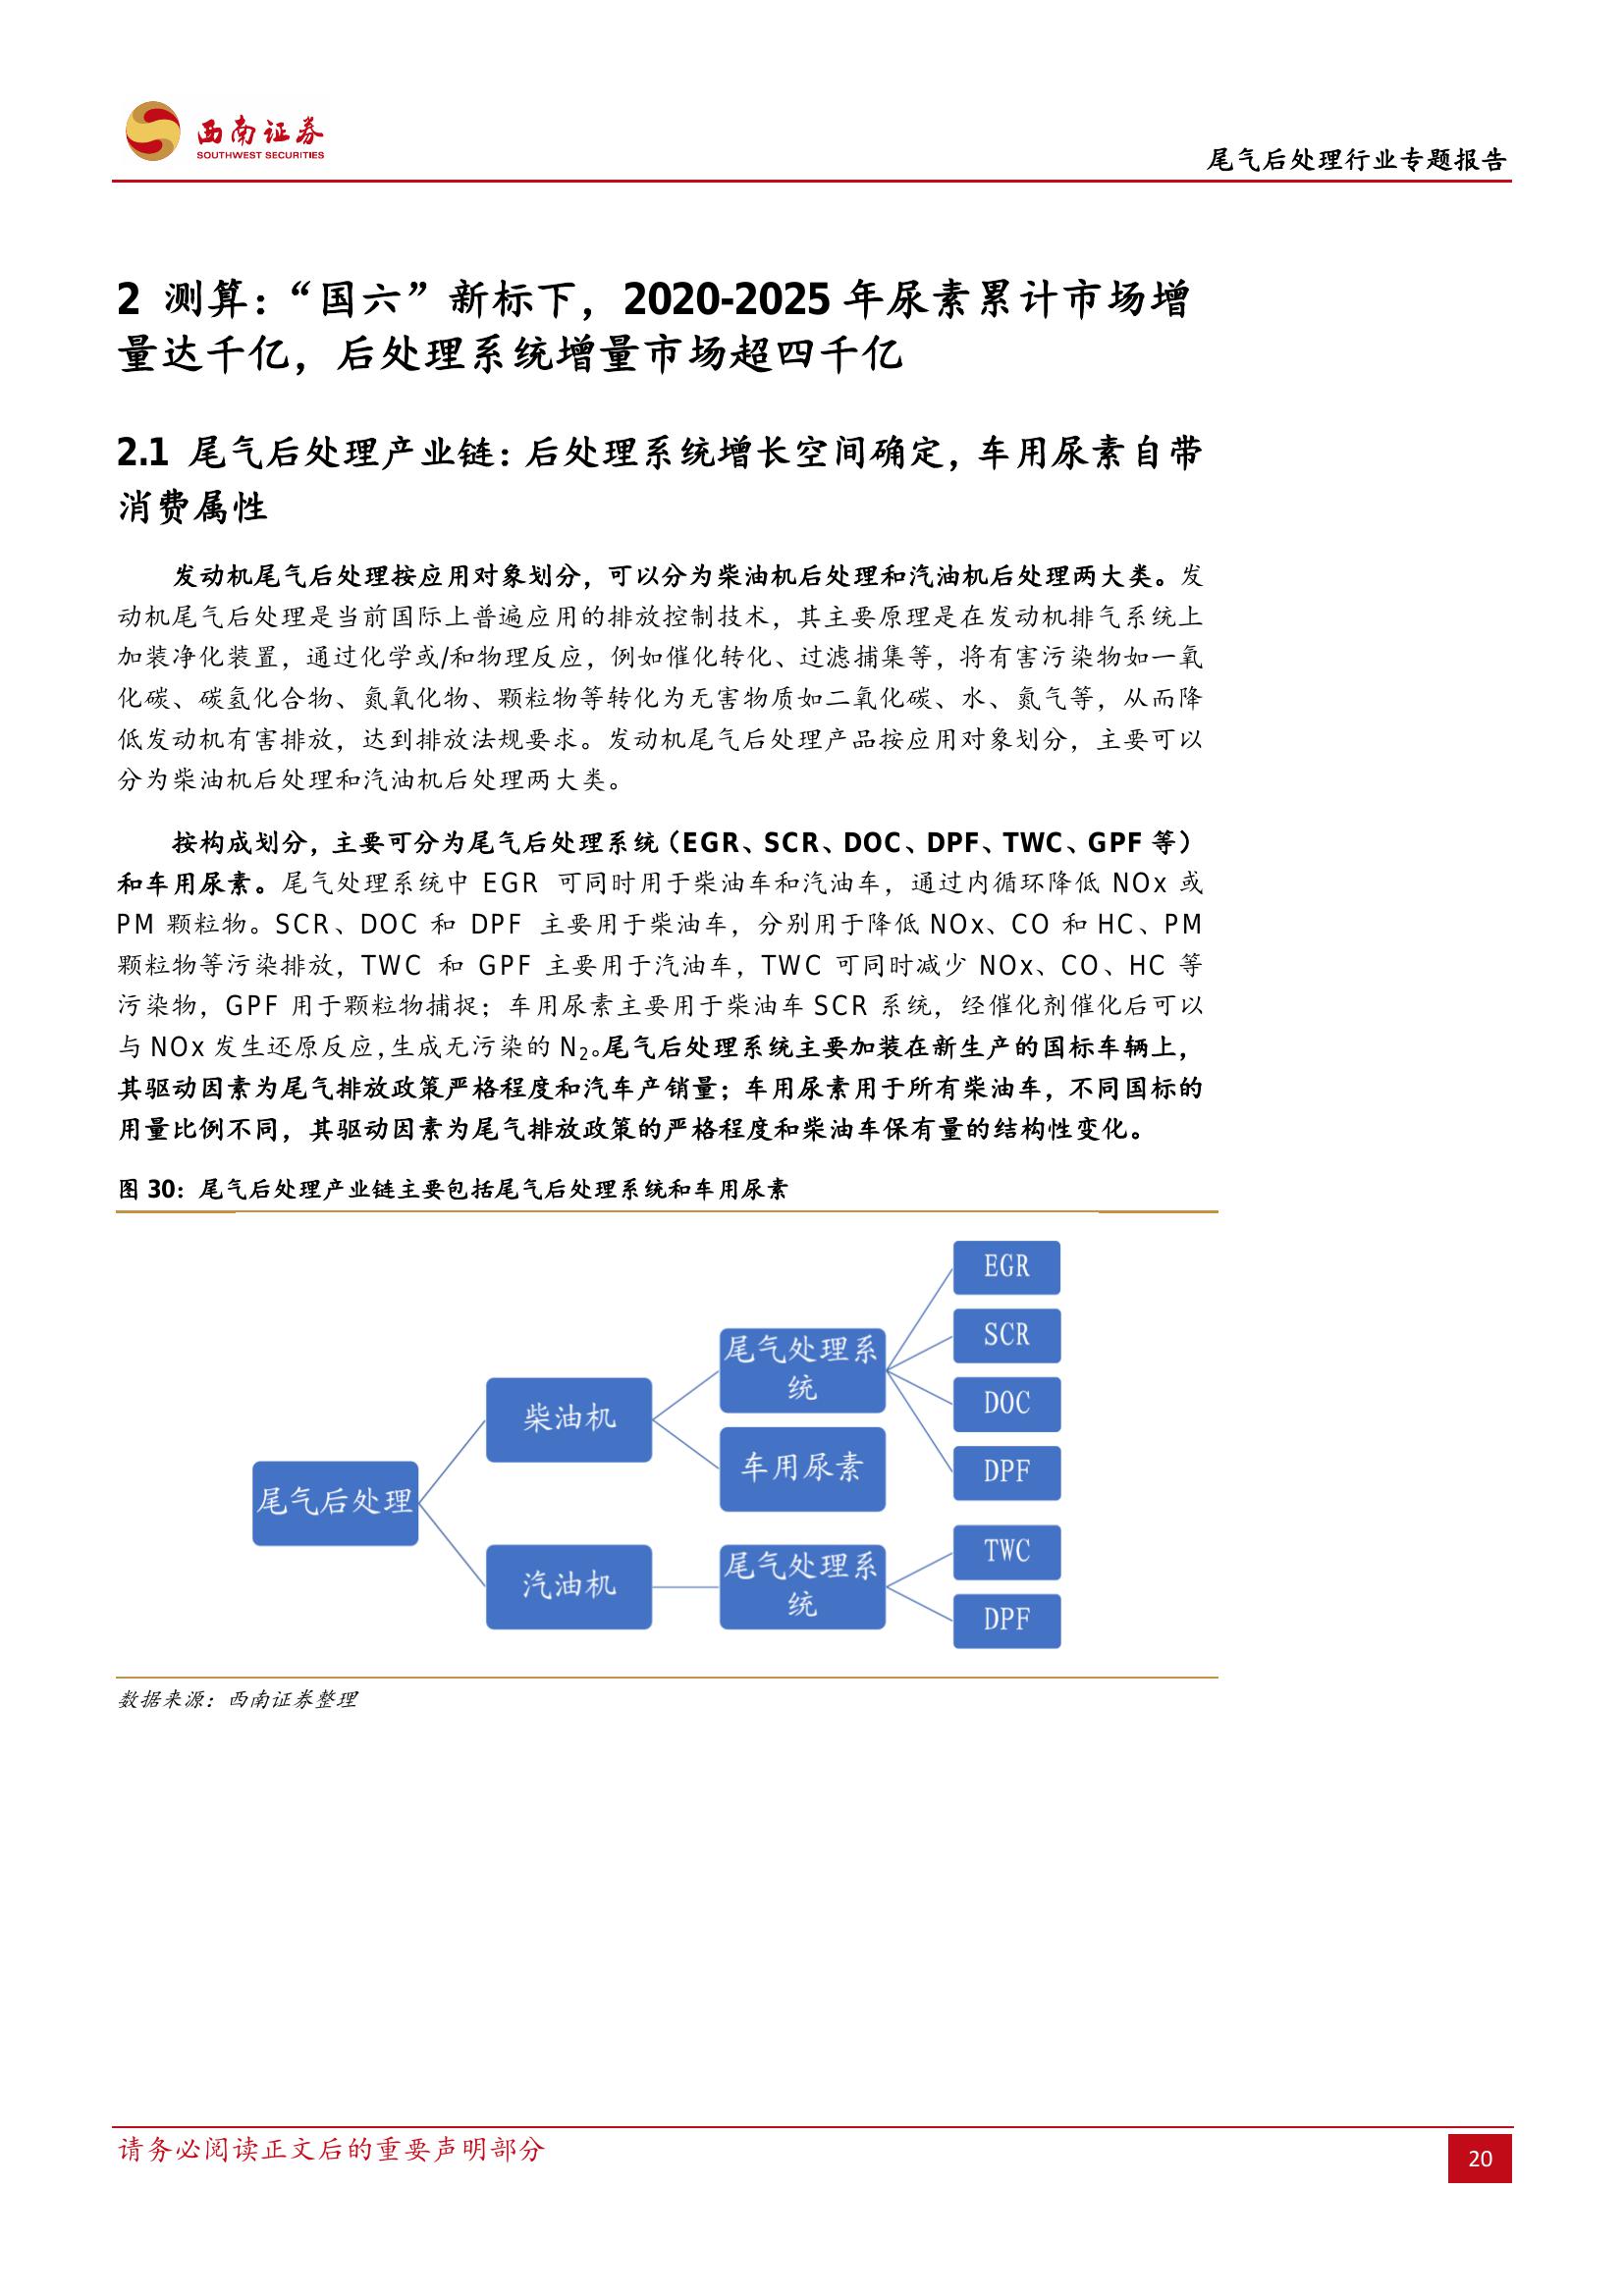 西南证券
SOUTHWEST SECURITIES
尾气后处理行业专题报告
2 测算：“国六”新标下，2020-2025 年尿素累计市场增
量达千亿，后处理系统增量市场超四千亿
2.1 尾气后处理产业链：后处理系统增长空间确定，车用尿素自带
消费属性
发动机尾气后处理按应用对象划分，可以分为柴油机后处理和汽油机后处理两大类。发
动机尾气后处理是当前国际上普遍应用的排放控制技术，其主要原理是在发动机排气系统上
加装净化装置，通过化学或/和物理反应，例如催化转化、过滤捕集等，将有害污染物如一氧
化碳、碳氢化合物、氮氧化物、颗粒物等转化为无害物质如二氧化碳、水、氮气等，从而降
低发动机有害排放，达到排放法规要求。发动机尾气后处理产品按应用对象划分，主要可以
分为柴油机后处理和汽油机后处理两大类。
按构成划分，主要可分为尾气后处理系统（EGR、SCR、DOC、DPF、TWC、GPF 等）
和车用尿素。尾气处理系统中 EGR 可同时用于柴油车和汽油车，通过内循环降低 NOx 或
PM 颗粒物。SCR、DOC 和 DPF 主要用于柴油车，分别用于降低 NOx、CO 和 HC、PM
颗粒物等污染排放，TWC 和 GPF 主要用于汽油车，TWC 可同时减少 NOx、CO、HC 等
污染物，GPF 用于颗粒物捕捉；车用尿素主要用于柴油车 SCR 系统，经催化剂催化后可以
与 NOx 发生还原反应，生成无污染的 N₂。尾气后处理系统主要加装在新生产的国标车辆上，
其驱动因素为尾气排放政策严格程度和汽车产销量；车用尿素用于所有柴油车，不同国标的
用量比例不同，其驱动因素为尾气排放政策的严格程度和柴油车保有量的结构性变化。
图 30：尾气后处理产业链主要包括尾气后处理系统和车用尿素
尾气后处理
柴油机
尾气处理系
统
EGR
SCR
DOC
DPF
车用尿素
汽油机
尾气处理系
统
TWC
DPF
数据来源：西南证券整理
请务必阅读正文后的重要声明部分
20